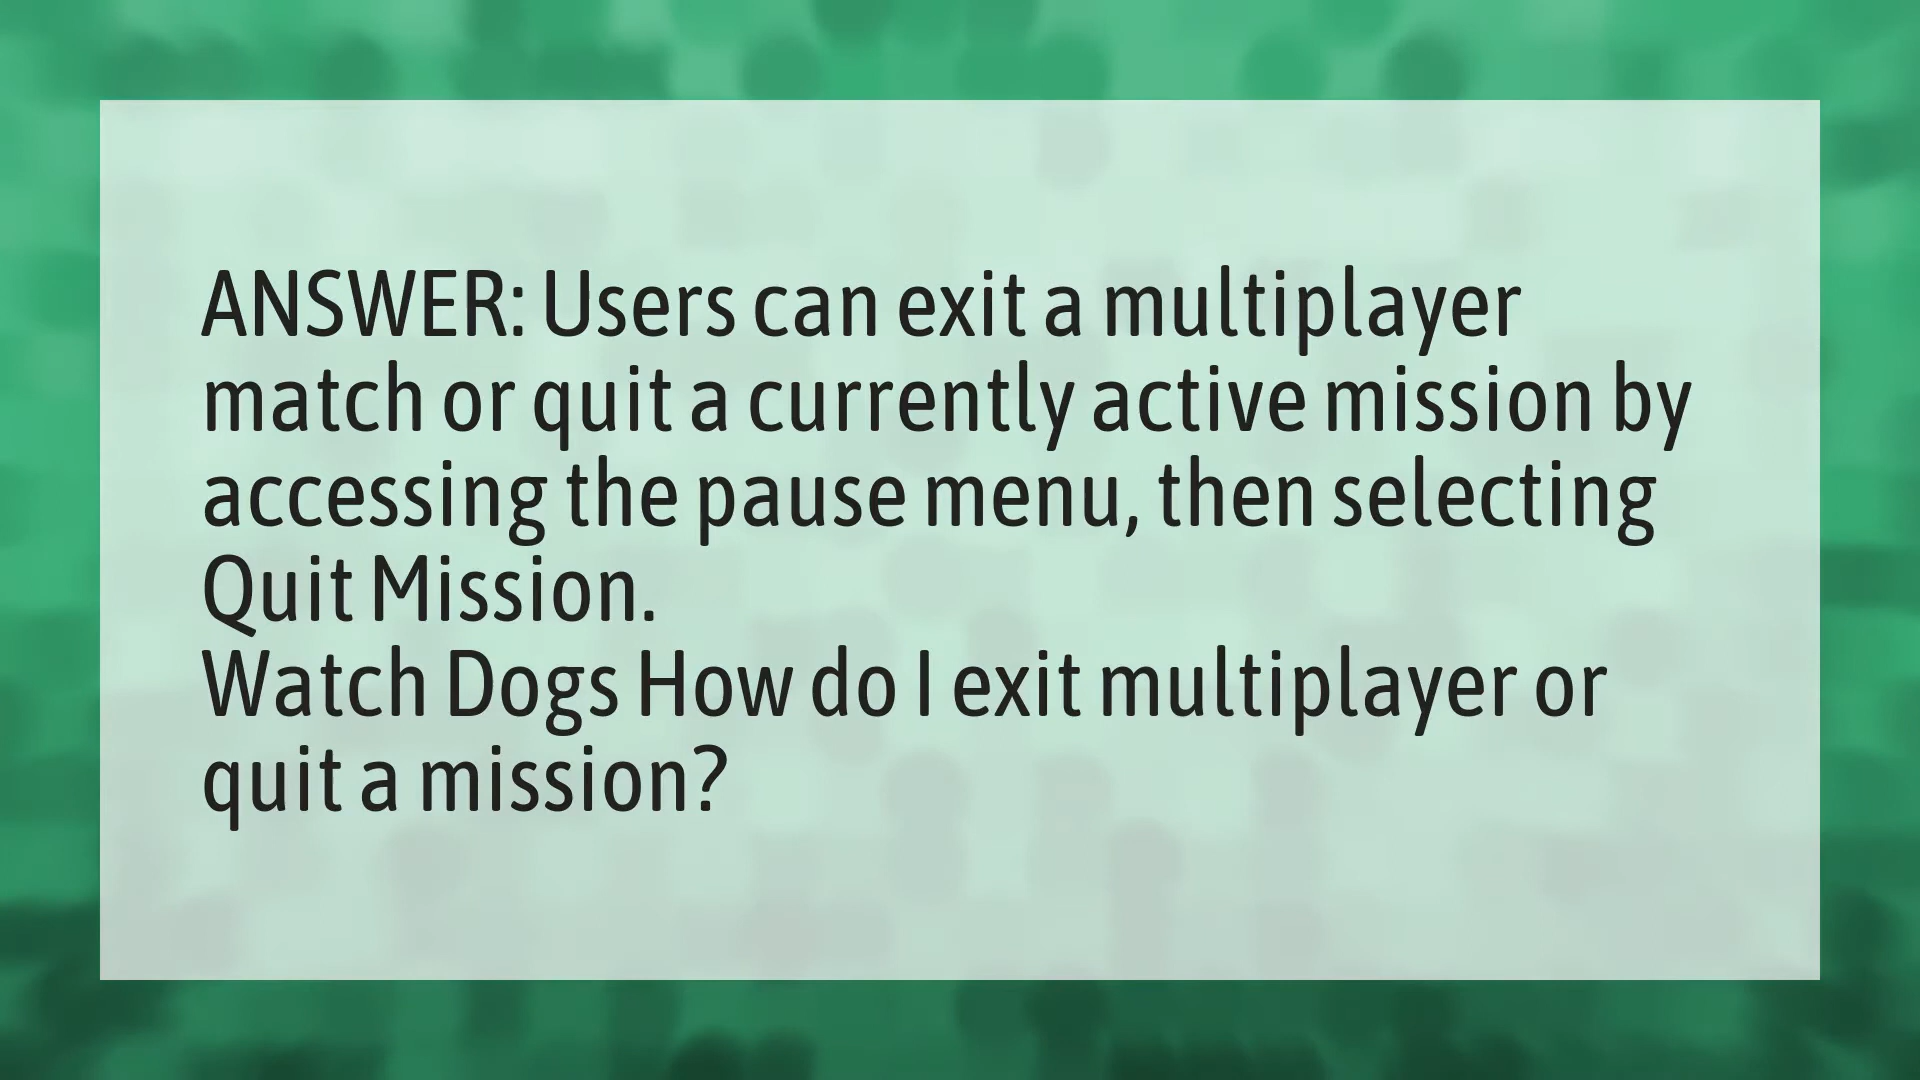 ANSWER: Users can exit a multiplayer
match or quit a currently active mission by
accessing the pause menu, then selecting
Quit Mission.
Watch Dogs How do I exit multiplayer or
quit a mission?